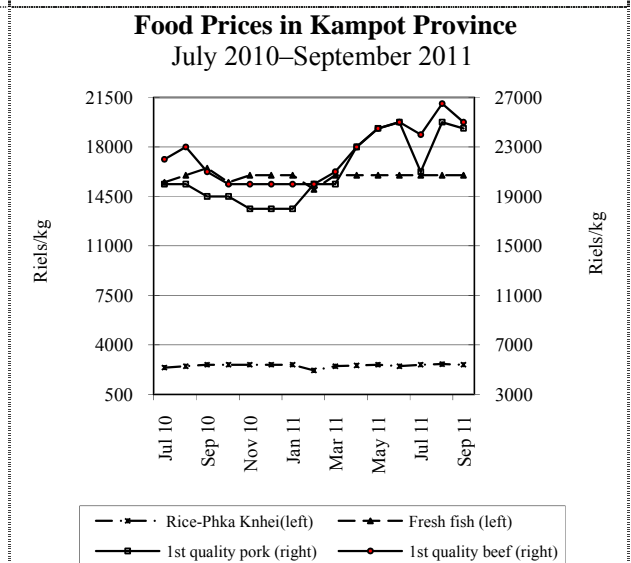 Food Prices in Kampot Province
July 2010–September 2011
21500 27000
18000 23000
14500 19000
11000 15000
7500 11000
4000 7000
500 3000
Riels/kg
Riels/kg
Jul 10 Sep 10 Nov 10 Jan 11 Mar 11 May 11 Jul 11 Sep 11
Rice-Phka Knhei(left) Fresh fish (left)
1st quality pork (right) 1st quality beef (right)